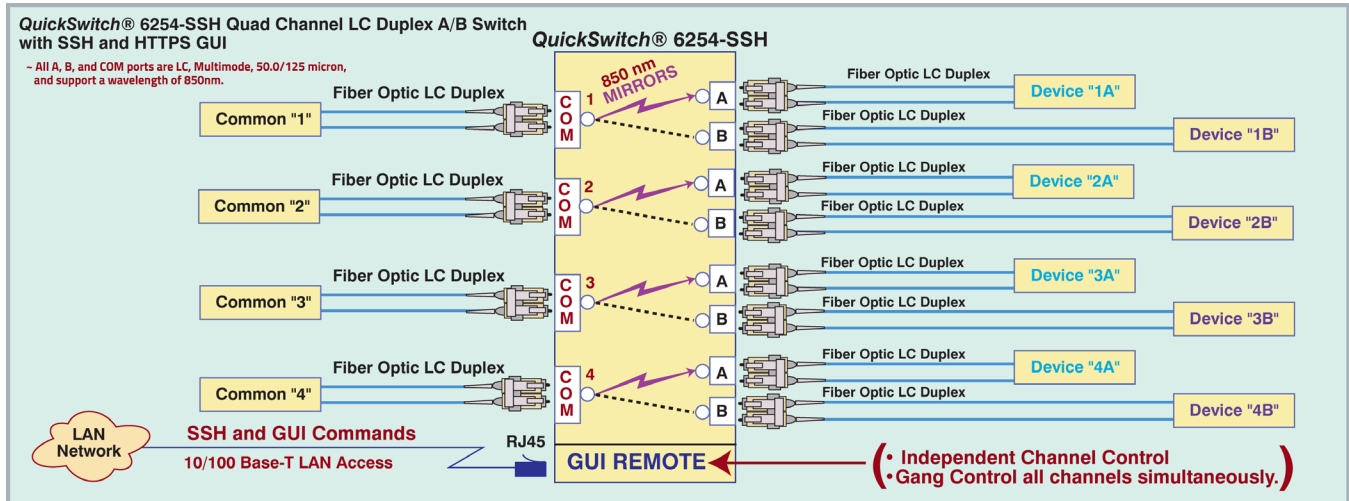 QuickSwitch® 6254-SSH Quad Channel LC Duplex A/B Switch
with SSH and HTTPS GUI
~ All A, B, and COM ports are LC, Multimode, 50.0/125 micron,
and support a wavelength of 850nm.
QuickSwitch® 6254-SSH
Common "1"
Fiber Optic LC Duplex
COM
1
850 nm
MIRRORS
A
B
Fiber Optic LC Duplex
Device "1A"
Fiber Optic LC Duplex
Device "1B"
Common "2"
Fiber Optic LC Duplex
COM
2
A
B
Fiber Optic LC Duplex
Device "2A"
Fiber Optic LC Duplex
Device "2B"
Common "3"
Fiber Optic LC Duplex
COM
3
A
B
Fiber Optic LC Duplex
Device "3A"
Fiber Optic LC Duplex
Device "3B"
Common "4"
Fiber Optic LC Duplex
COM
4
A
B
Fiber Optic LC Duplex
Device "4A"
Fiber Optic LC Duplex
Device "4B"
LAN
Network
SSH and GUI Commands
10/100 Base-T LAN Access
RJ45
GUI REMOTE
(• Independent Channel Control
•Gang Control all channels simultaneously.)